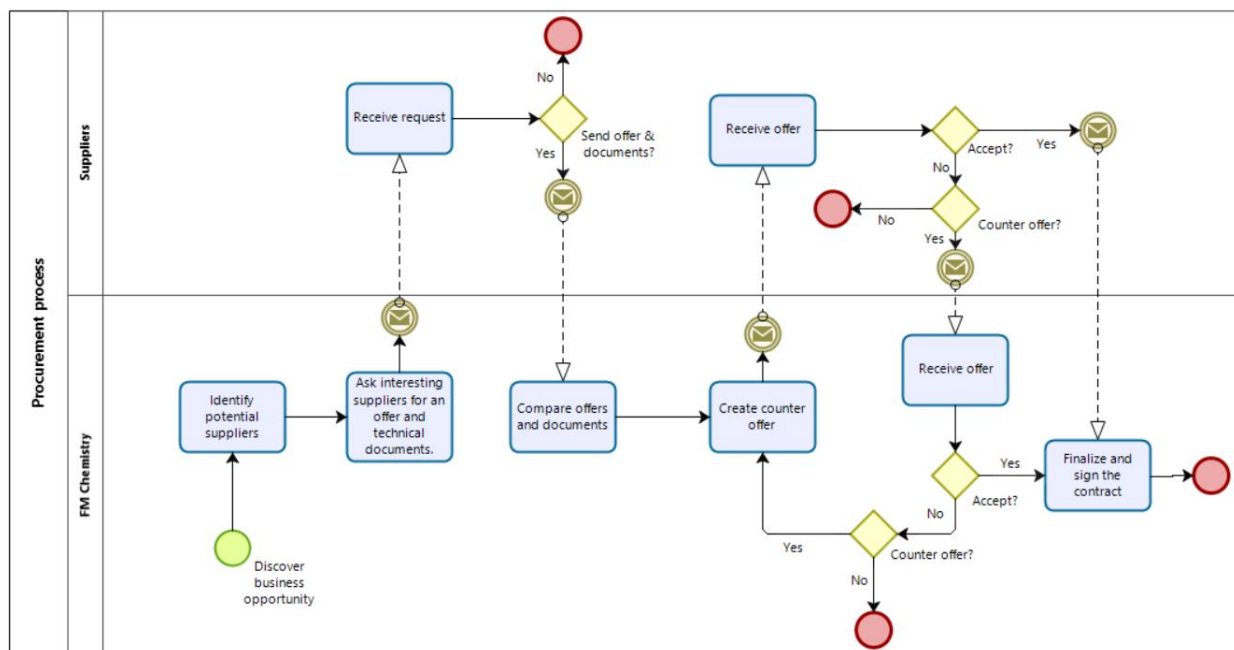 Procurement process
Suppliers
No
Receive request
Send offer &
documents?
Yes
Receive offer
Accept?
Yes
No
No
Counter offer?
Yes
FM Chemistry
Identify
potential
suppliers
Ask interesting
suppliers for an
offer and
technical
documents.
Compare offers
and documents
Create counter
offer
Receive offer
Yes
Accept?
No
Finalize and
sign the
contract
Yes
Counter offer?
No
Discover
business
opportunity